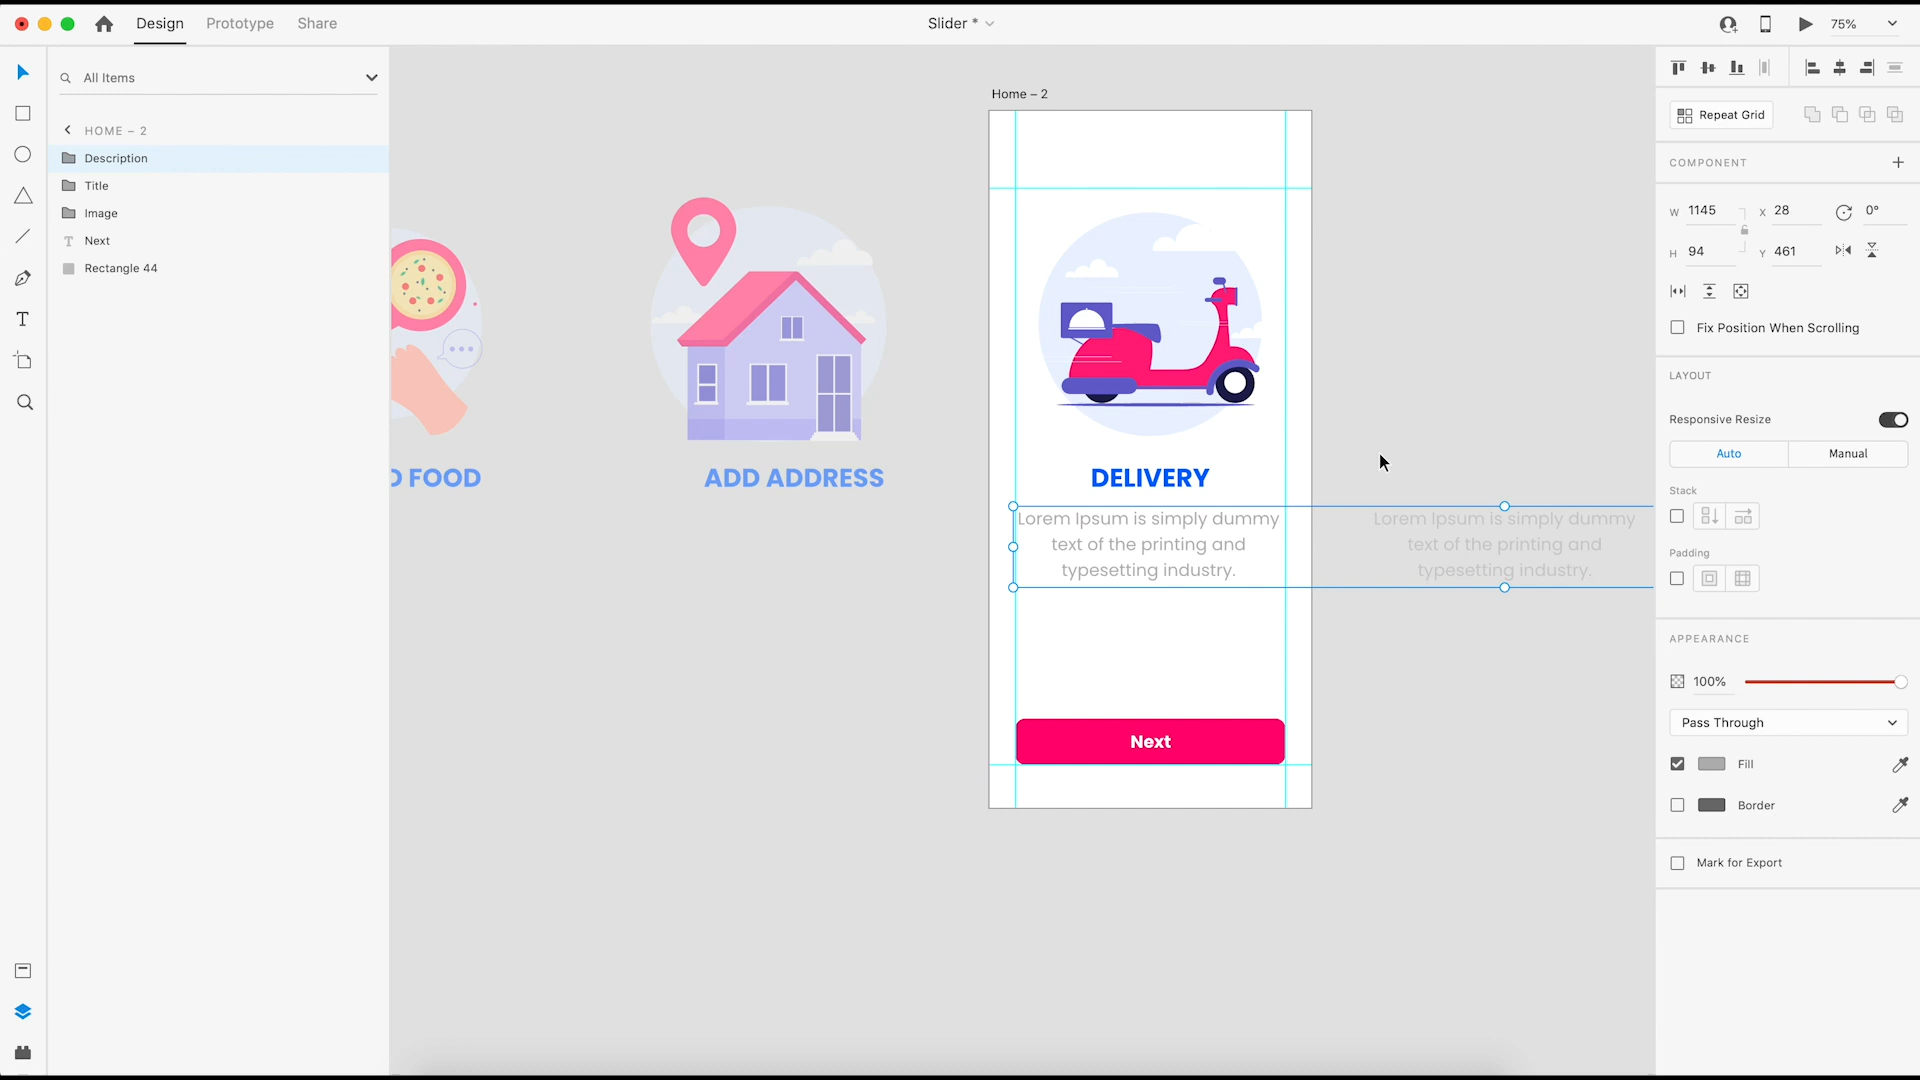 Design Prototype Share
Slider *
75%
All Items
HOME – 2
Description
Title
Image
Next
Rectangle 44
Home – 2
D FOOD
ADD ADDRESS
DELIVERY
Lorem Ipsum is simply dummy
text of the printing and
typesetting industry.
Lorem Ipsum is simply dummy
text of the printing and
typesetting industry.
Next
Repeat Grid
COMPONENT
W 1145 X 28 0°
H 94 Y 461
Fix Position When Scrolling
LAYOUT
Responsive Resize
Auto Manual
Stack
Padding
APPEARANCE
100%
Pass Through
Fill
Border
Mark for Export